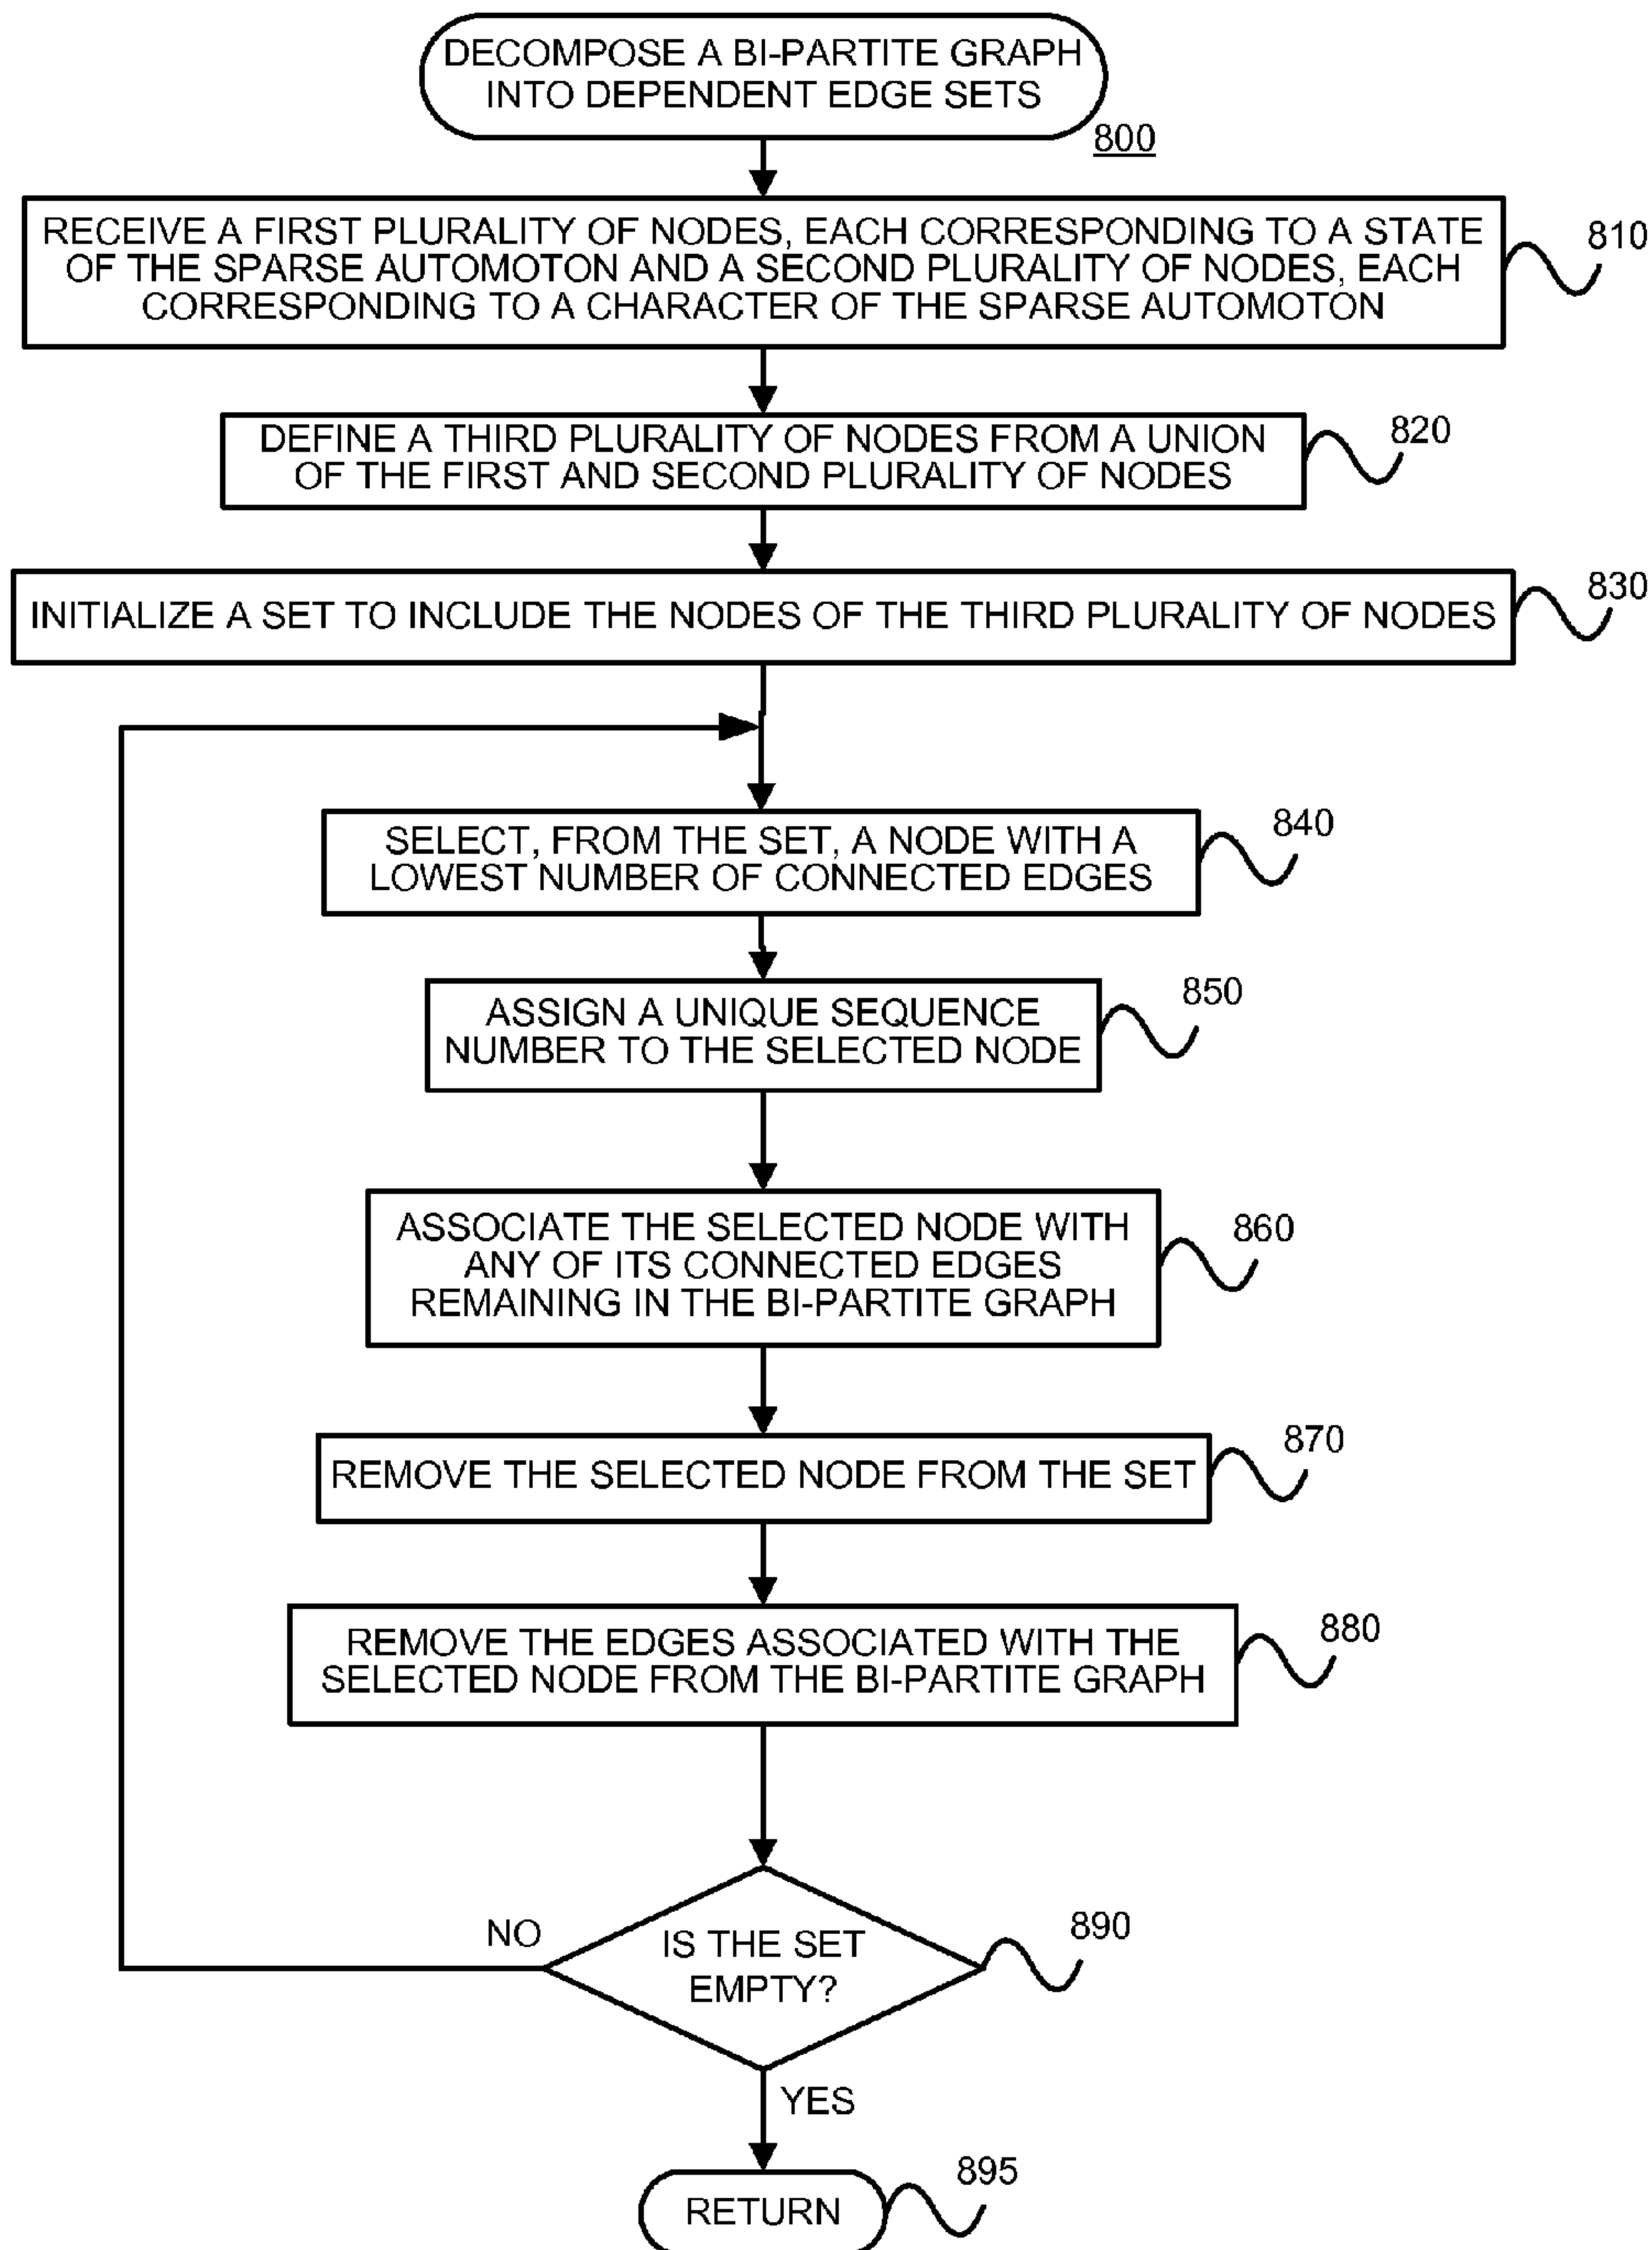 DECOMPOSE A BI-PARTITE GRAPH
INTO DEPENDENT EDGE SETS
800
RECEIVE A FIRST PLURALITY OF NODES, EACH CORRESPONDING TO A STATE
OF THE SPARSE AUTOMOTON AND A SECOND PLURALITY OF NODES, EACH
CORRESPONDING TO A CHARACTER OF THE SPARSE AUTOMOTON
810
DEFINE A THIRD PLURALITY OF NODES FROM A UNION
OF THE FIRST AND SECOND PLURALITY OF NODES
820
INITIALIZE A SET TO INCLUDE THE NODES OF THE THIRD PLURALITY OF NODES
830
SELECT, FROM THE SET, A NODE WITH A
LOWEST NUMBER OF CONNECTED EDGES
840
ASSIGN A UNIQUE SEQUENCE
NUMBER TO THE SELECTED NODE
850
ASSOCIATE THE SELECTED NODE WITH
ANY OF ITS CONNECTED EDGES
REMAINING IN THE BI-PARTITE GRAPH
860
REMOVE THE SELECTED NODE FROM THE SET
870
REMOVE THE EDGES ASSOCIATED WITH THE
SELECTED NODE FROM THE BI-PARTITE GRAPH
880
NO
IS THE SET
EMPTY?
890
YES
RETURN
895